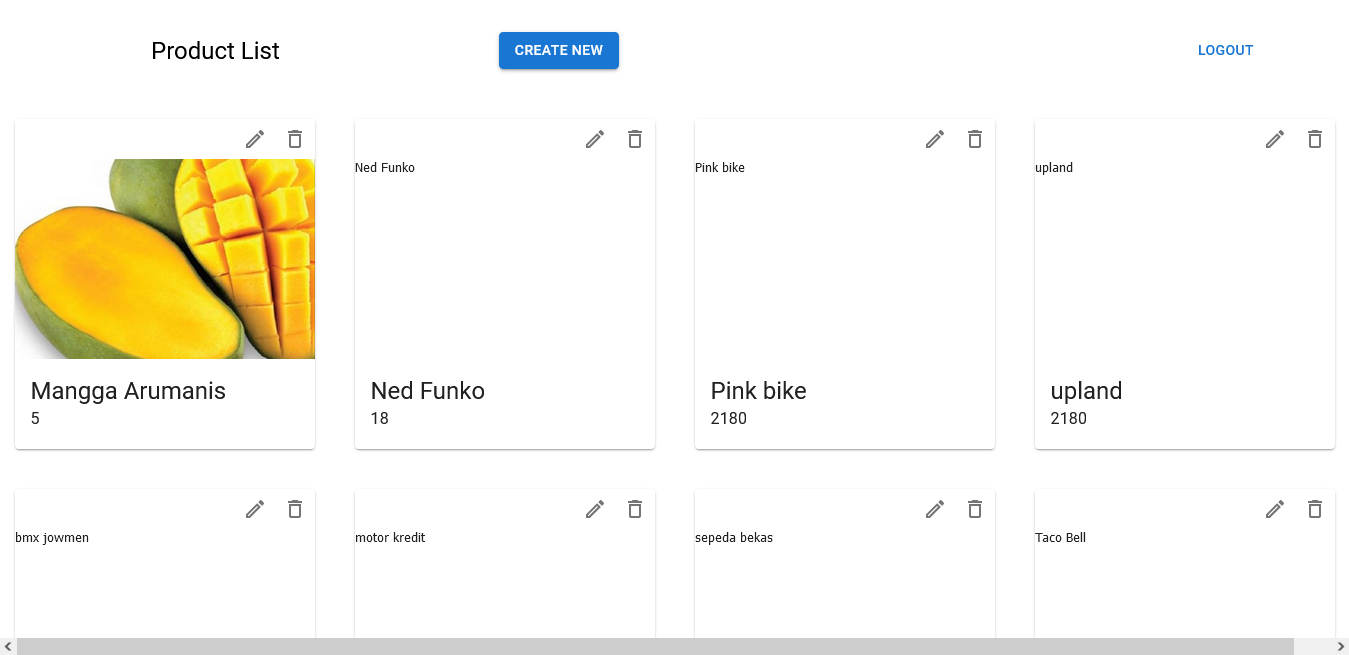 Product List
CREATE NEW
LOGOUT
Ned Funko
Pink bike
upland
Mangga Arumanis
5
Ned Funko
18
Pink bike
2180
upland
2180
bmx jowmen
motor kredit
sepeda bekas
Taco Bell